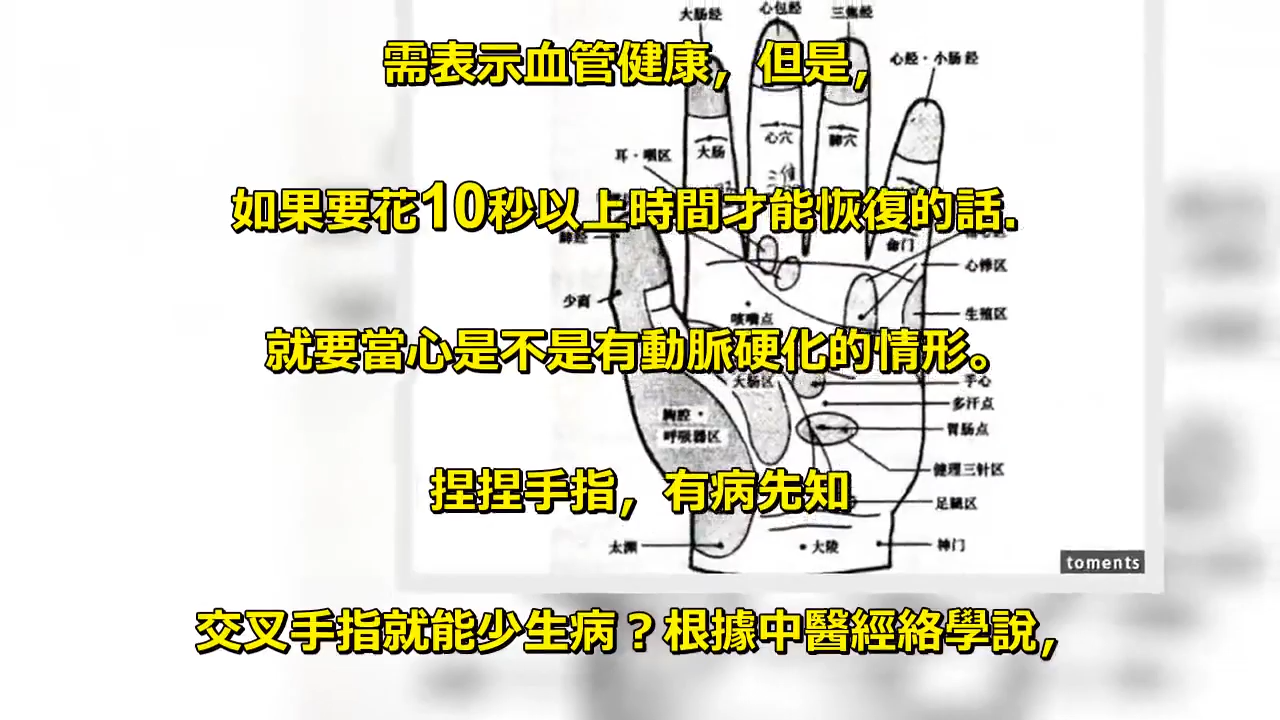 大肠经
心包经
三焦经
需表示血管健康，但是，
心经·小肠经
心穴
肺穴
大肠
耳·咽区
如果要花10秒以上時間才能恢復的話.
肺经
命门
心悸区
少商
生殖区
咳喘点
就要當心是不是有動脈硬化的情形。
大肠区
手心
多汗点
胸腔·
呼吸器区
胃肠点
健理三针区
捏捏手指，有病先知
足腿区
太渊
大陵
神门
toments
交叉手指就能少生病？根據中醫經絡學說，